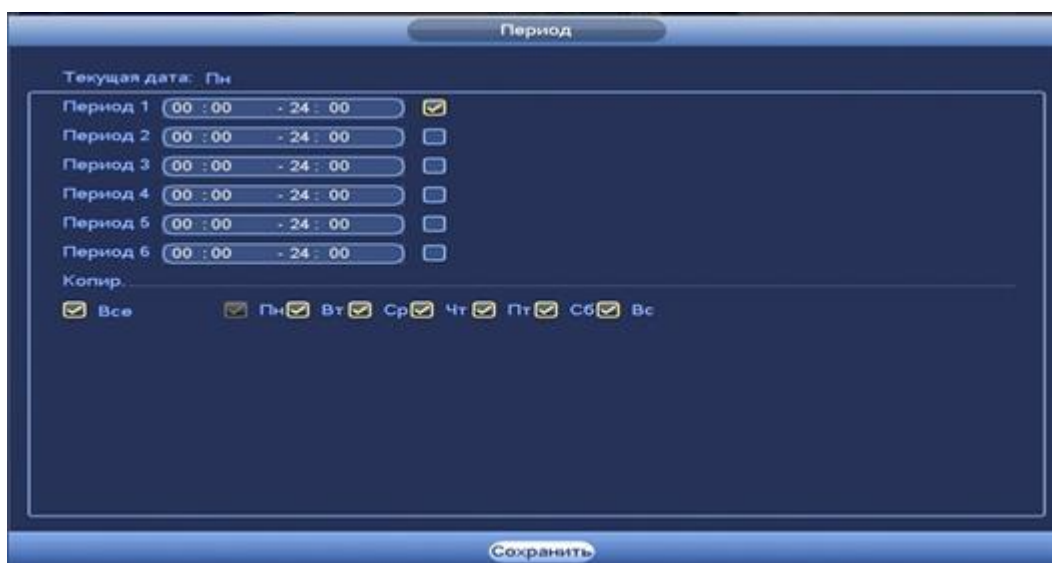 Период
Текущая дата: Пн
Период 1 00 : 00 - 24 : 00
Период 2 00 : 00 - 24 : 00
Период 3 00 : 00 - 24 : 00
Период 4 00 : 00 - 24 : 00
Период 5 00 : 00 - 24 : 00
Период 6 00 : 00 - 24 : 00
Копир.
Все Пн Вт Ср Чт Пт Сб Вс
Сохранить